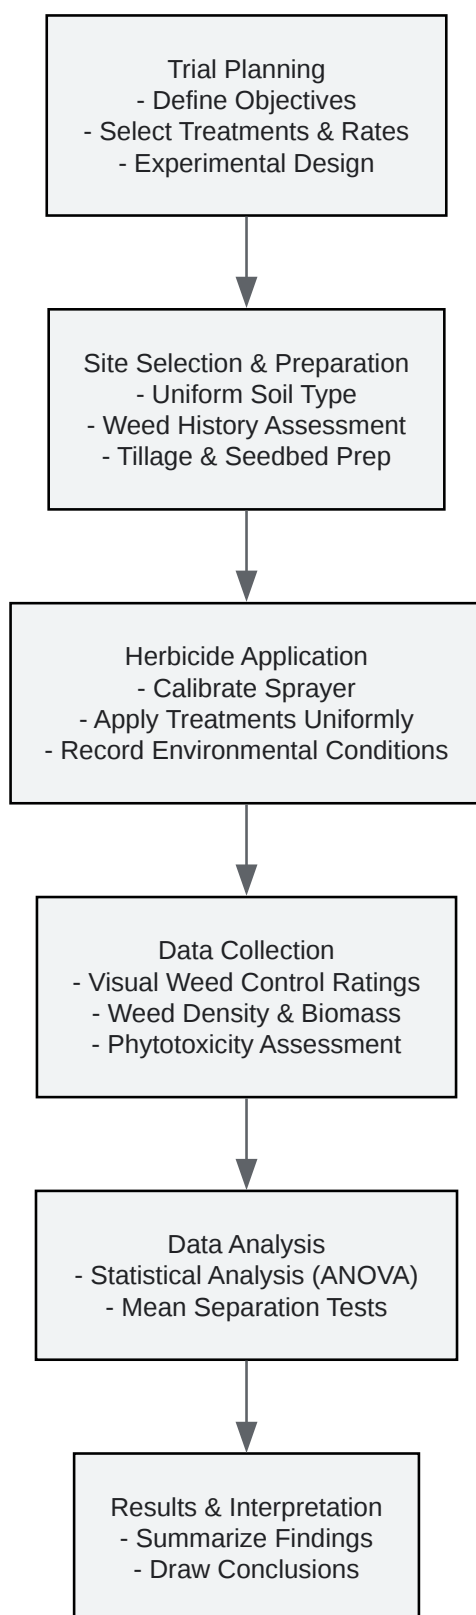 Trial Planning
- Define Objectives
- Select Treatments & Rates
- Experimental Design
Site Selection & Preparation
- Uniform Soil Type
- Weed History Assessment
- Tillage & Seedbed Prep
Herbicide Application
- Calibrate Sprayer
- Apply Treatments Uniformly
- Record Environmental Conditions
Data Collection
- Visual Weed Control Ratings
- Weed Density & Biomass
- Phytotoxicity Assessment
Data Analysis
- Statistical Analysis (ANOVA)
- Mean Separation Tests
Results & Interpretation
- Summarize Findings
- Draw Conclusions